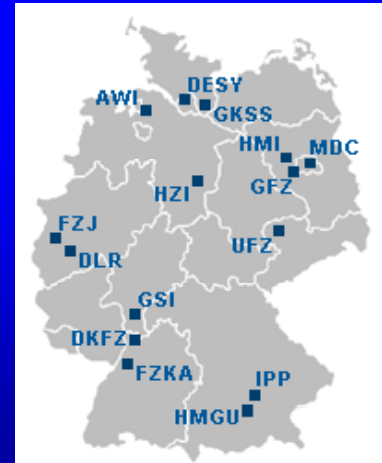 DESY
AWI
GKSS
HMI
MDC
GFZ
HZI
FZJ
UFZ
DLR
GSI
DKFZ
FZKA
IPP
HMGU